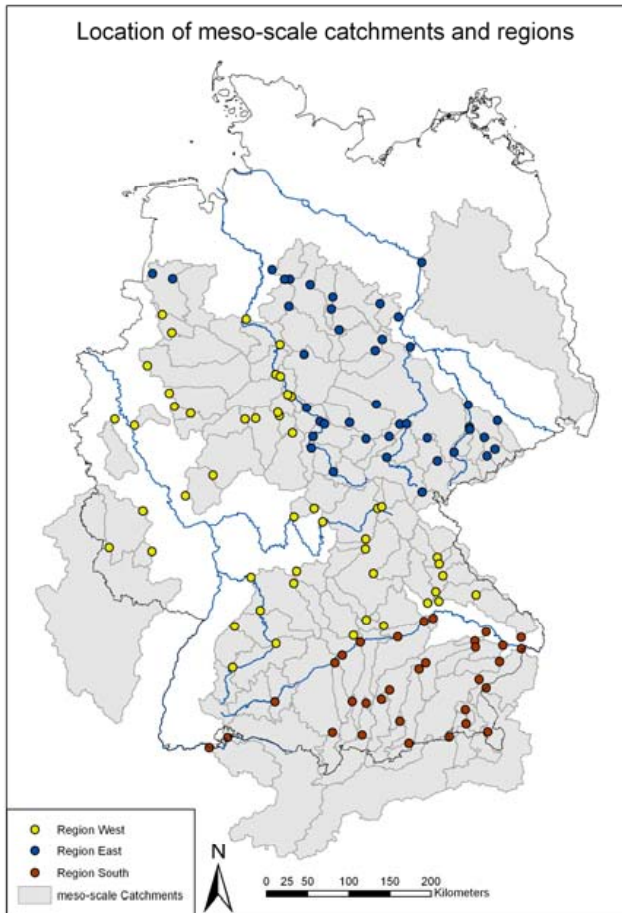 Location of meso-scale catchments and regions
Region West
Region East
Region South
meso-scale Catchments
N
0 25 50 100 150 200
Kilometers